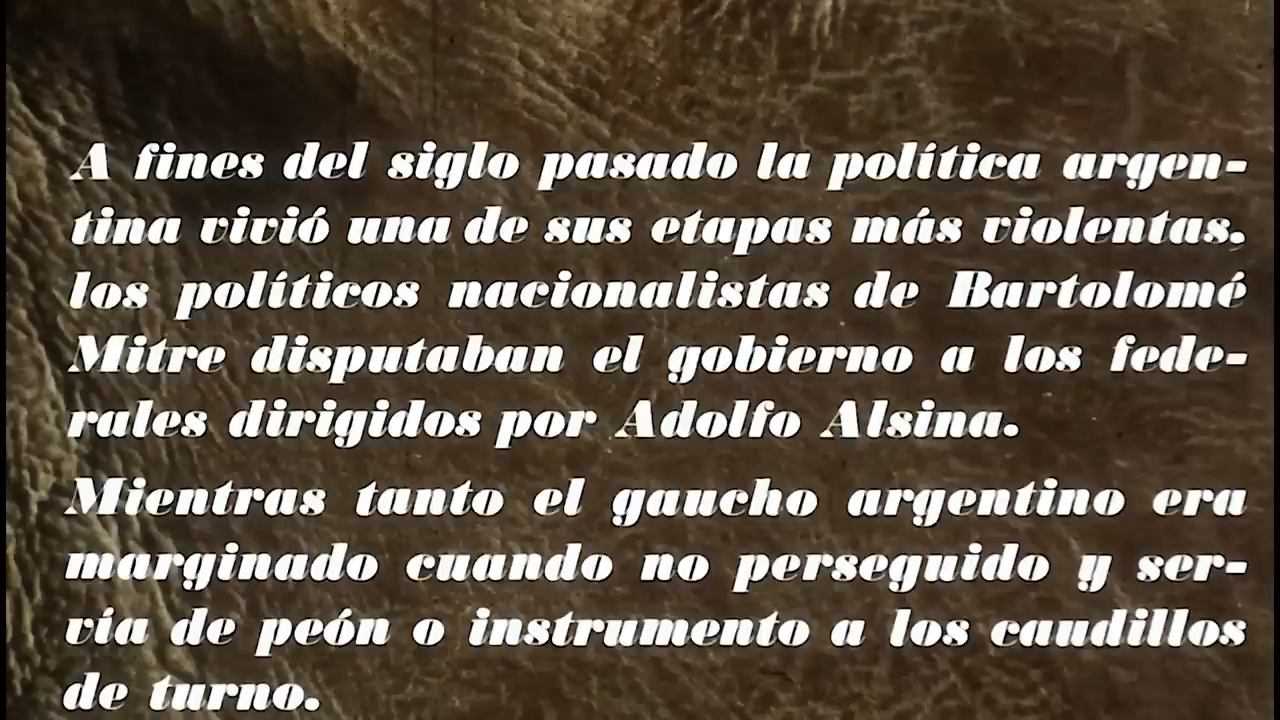 A fines del siglo pasado la política argen-
tina vivió una de sus etapas más violentas.
los políticos nacionalistas de Bartolomé
Mitre disputaban el gobierno a los fede-
rales dirigidos por Adolfo Alsina.
Mientras tanto el gaucho argentino era
marginado cuando no perseguido y ser-
vía de peón o instrumento a los caudillos
de turno.